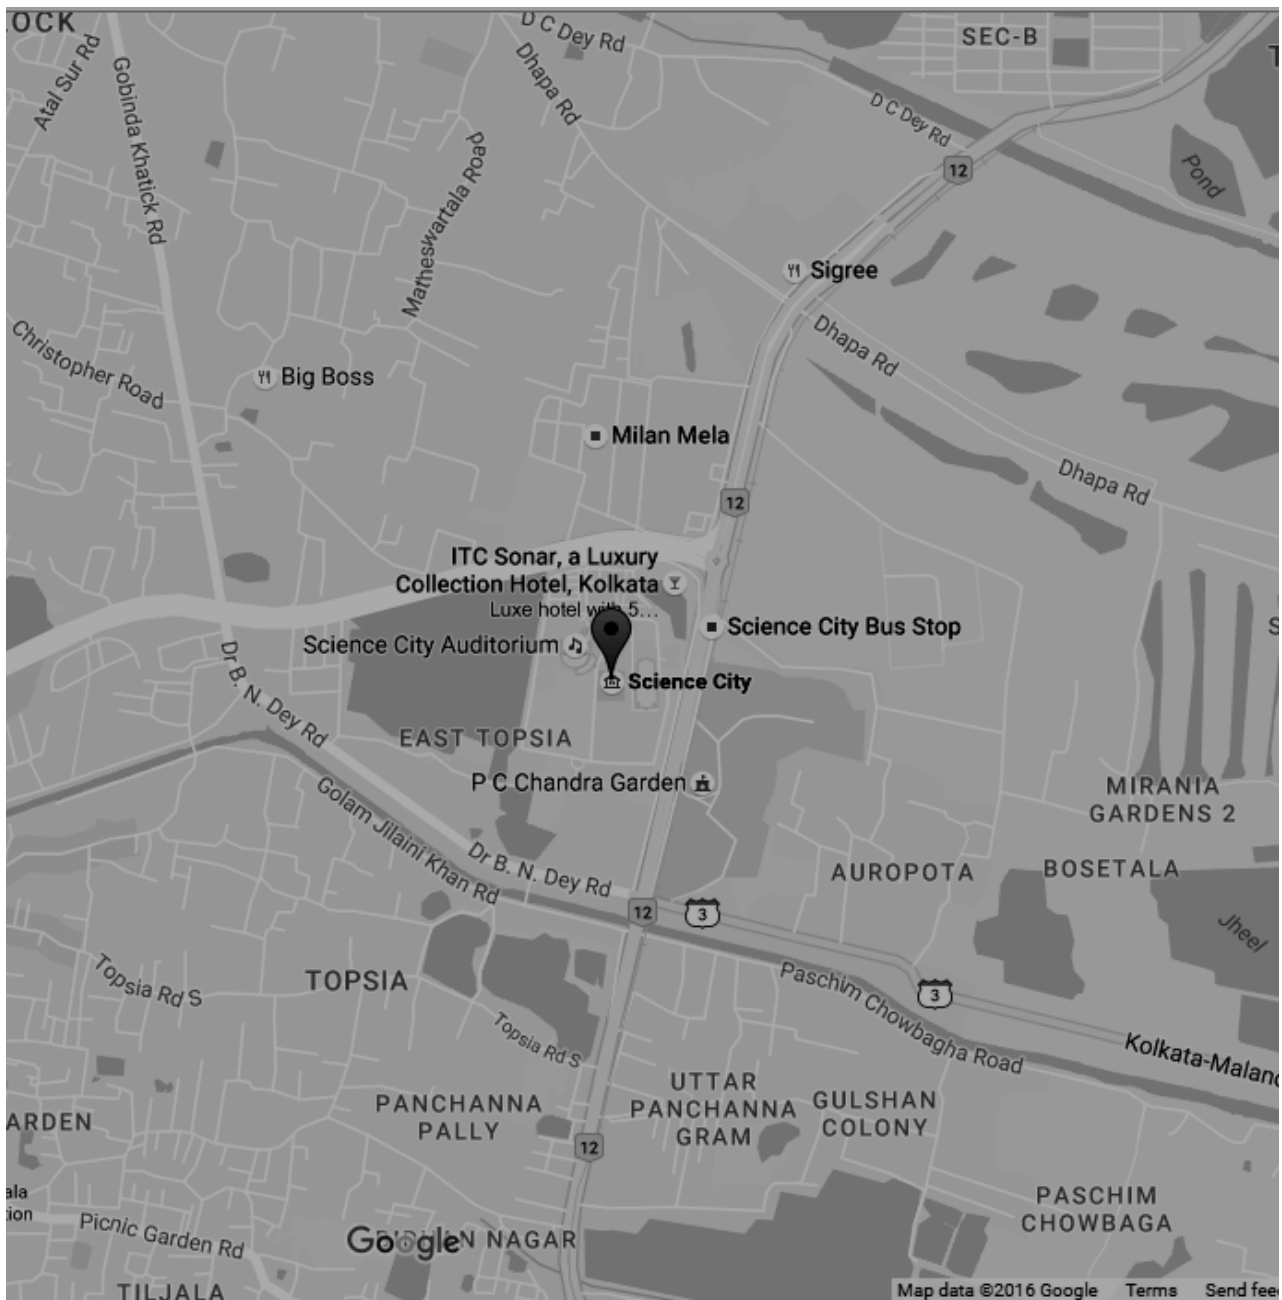 OCK
D C Dey Rd
SEC-B
Atal Sur Rd
Gobinda Khatick Rd
Dhapa Rd
D C Dey Rd
12
Pond
Matheswartala Road
Sigree
Christopher Road
Dhapa Rd
Big Boss
Milan Mela
Dhapa Rd
12
ITC Sonar, a Luxury
Collection Hotel, Kolkata
Luxe hotel with 5...
Science City Bus Stop
S
Science City Auditorium
Science City
Dr B. N. Dey Rd
EAST TOPSIA
P C Chandra Garden
MIRANIA
GARDENS 2
Golam Jilaini Khan Rd
Dr B. N. Dey Rd
AUROPOTA
BOSETALA
12
3
Jheel
TOPSIA
Topsia Rd S
Paschim Chowbagha Road
3
Topsia Rd S
Kolkata-Maland
UTTAR
PANCHANNA
GRAM
PANCHANNA
PALLY
GULSHAN
COLONY
ARDEN
12
ala
tion
PASCHIM
CHOWBAGA
Picnic Garden Rd
Google
N NAGAR
TILJALA
Map data ©2016 Google
Terms
Send fee